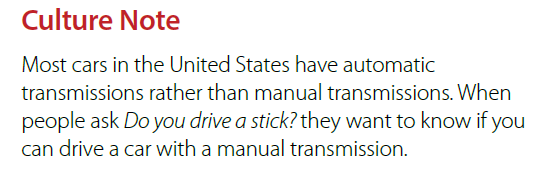 Culture Note
Most cars in the United States have automatic
transmissions rather than manual transmissions. When
people ask Do you drive a stick? they want to know if you
can drive a car with a manual transmission.